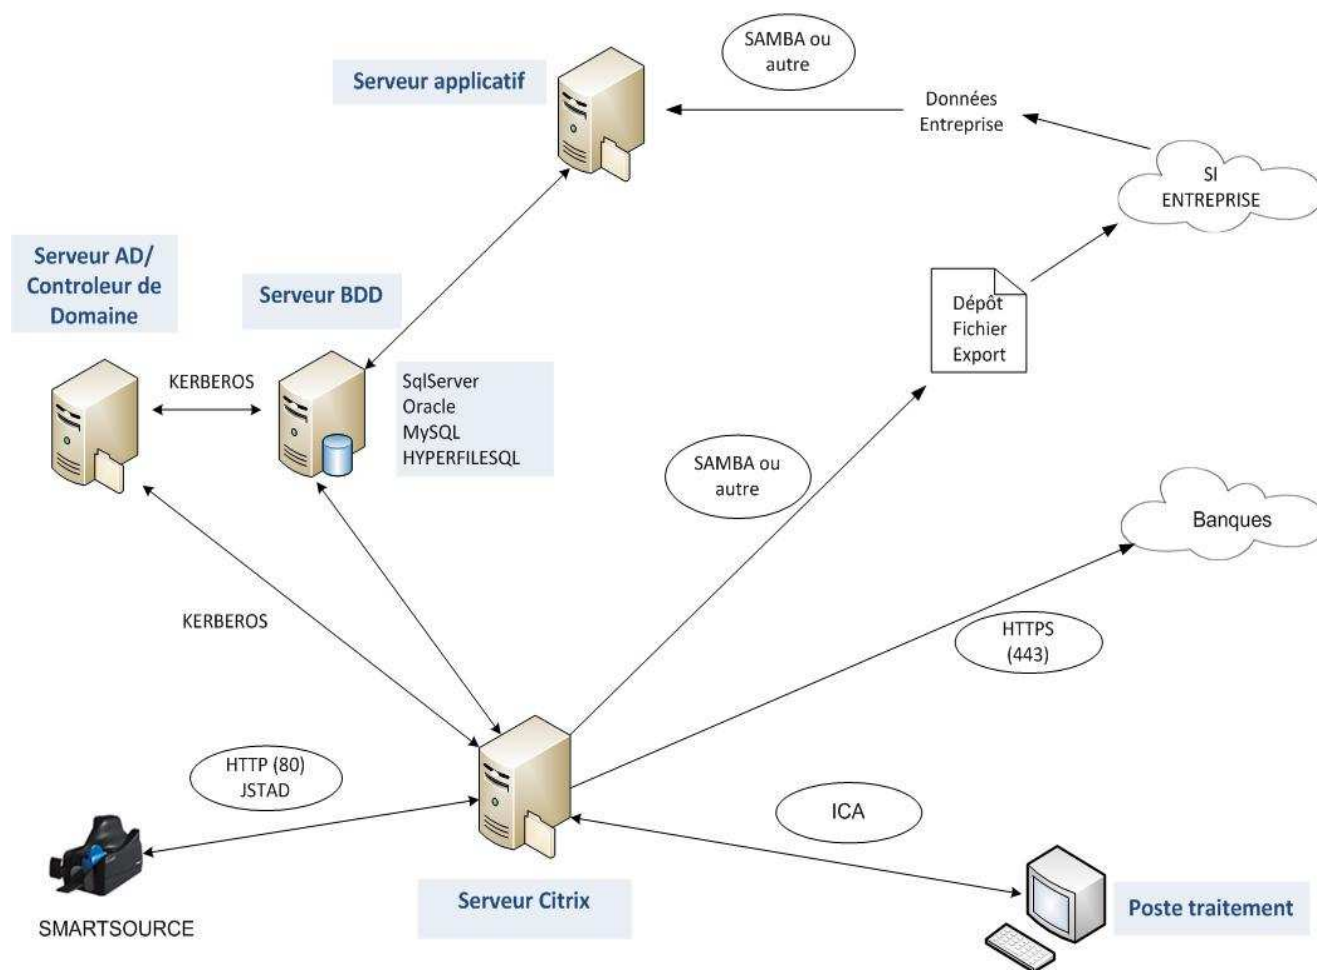 SAMBA ou
autre
Serveur applicatif
Données
Entreprise
SI
ENTREPRISE
Serveur AD/
Controleur de
Domaine
Serveur BDD
Dépôt
Fichier
Export
KERBEROS
SqlServer
Oracle
MySQL
HYPERFILESQL
SAMBA ou
autre
Banques
KERBEROS
HTTPS
(443)
HTTP (80)
JSTAD
ICA
Serveur Citrix
Poste traitement
SMARTSOURCE